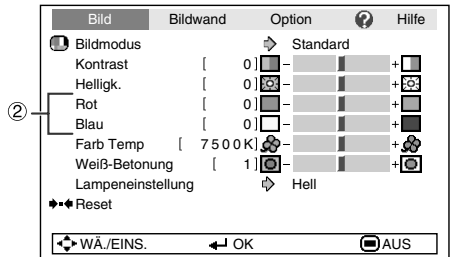 Bild Bildwand Option ? Hilfe
Bildmodus Standard
Kontrast [ 0] - +
Helligk. [ 0] - +
② Rot [ 0] - +
Blau [ 0] - +
Farb Temp [ 7500K] - +
Weiß-Betonung [ 1] - +
Lampeneinstellung Hell
Reset
WÄ./EINS. OK AUS